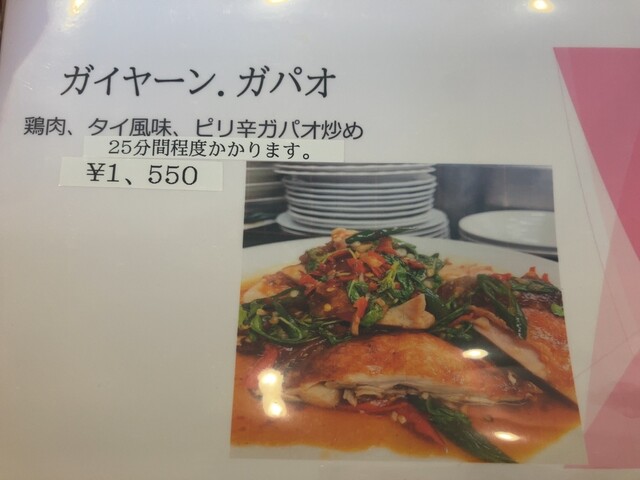 ガイヤーン.ガパオ
鶏肉、タイ風味、ピリ辛ガパオ炒め
25分間程度かかります。
¥1、550